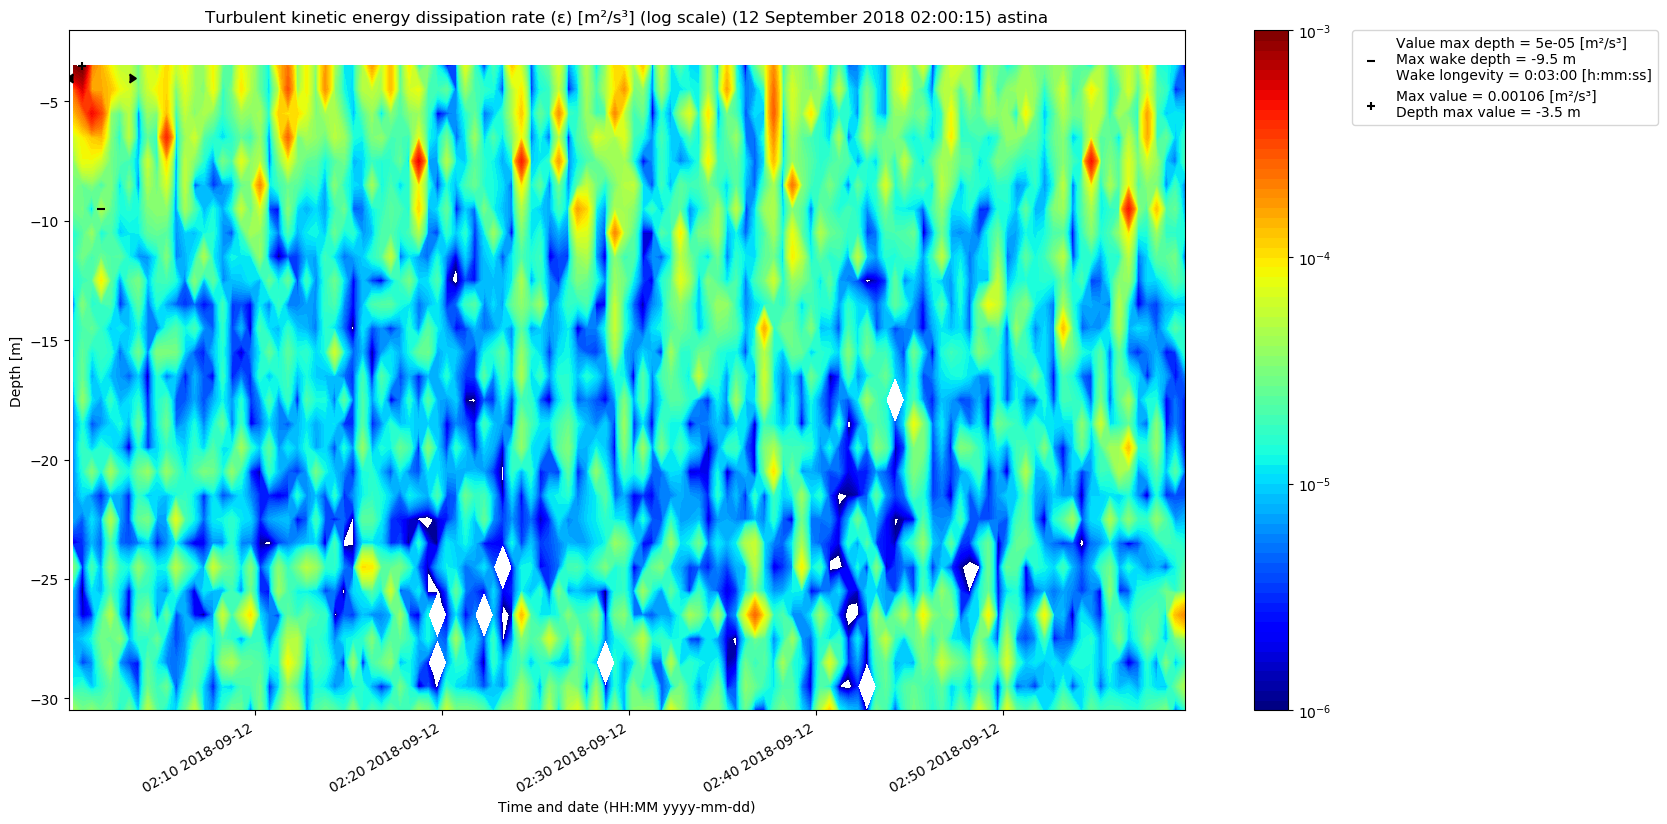 Turbulent kinetic energy dissipation rate (ε) [m²/s³] (log scale) (12 September 2018 02:00:15) astina
Value max depth = 5e-05 [m²/s³]
Max wake depth = -9.5 m
Wake longevity = 0:03:00 [h:mm:ss]
Max value = 0.00106 [m²/s³]
Depth max value = -3.5 m
Depth [m]
−5
−10
−15
−20
−25
−30
02:10 2018-09-12
02:20 2018-09-12
02:30 2018-09-12
02:40 2018-09-12
02:50 2018-09-12
Time and date (HH:MM yyyy-mm-dd)
10⁻³
10⁻⁴
10⁻⁵
10⁻⁶